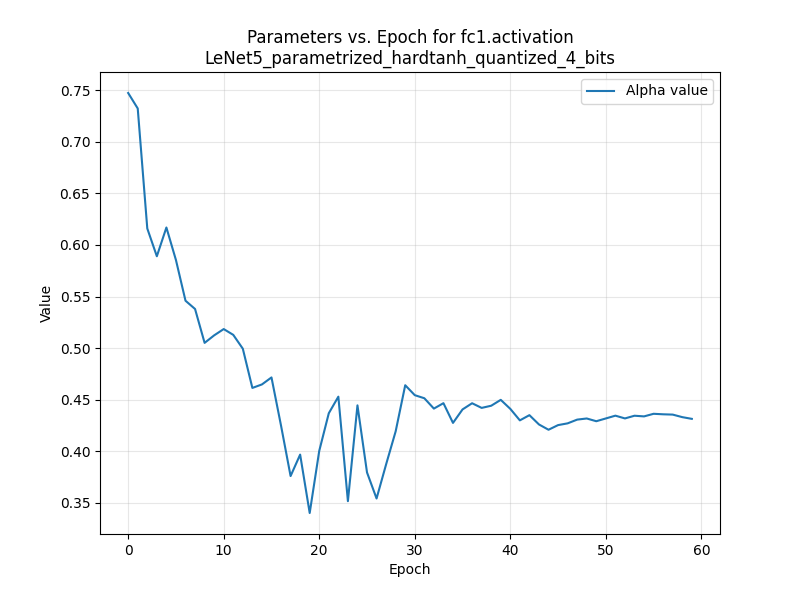 Parameters vs. Epoch for fc1.activation
LeNet5_parametrized_hardtanh_quantized_4_bits
Alpha value
0.75
0.70
0.65
0.60
0.55
0.50
0.45
0.40
0.35
Value
0 10 20 30 40 50 60
Epoch